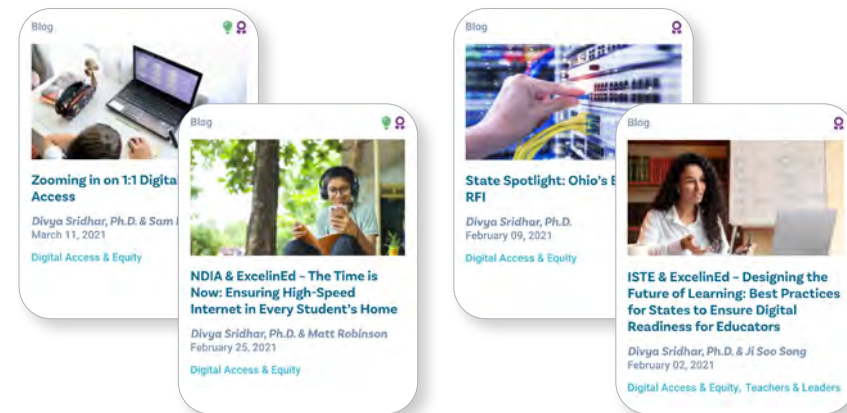 Blog
Zooming in on 1:1 Digita
Access
Divya Sridhar, Ph.D. & Sam
March 11, 2021
Digital Access & Equity
Blog
NDIA & ExcelinEd – The Time is
Now: Ensuring High-Speed
Internet in Every Student's Home
Divya Sridhar, Ph.D. & Matt Robinson
February 25, 2021
Digital Access & Equity
Blog
State Spotlight: Ohio's
RFI
Divya Sridhar, Ph.D.
February 09, 2021
Digital Access & Equity
Blog
ISTE & ExcelinEd – Designing the
Future of Learning: Best Practices
for States to Ensure Digital
Readiness for Educators
Divya Sridhar, Ph.D. & Ji Soo Song
February 02, 2021
Digital Access & Equity, Teachers & Leaders